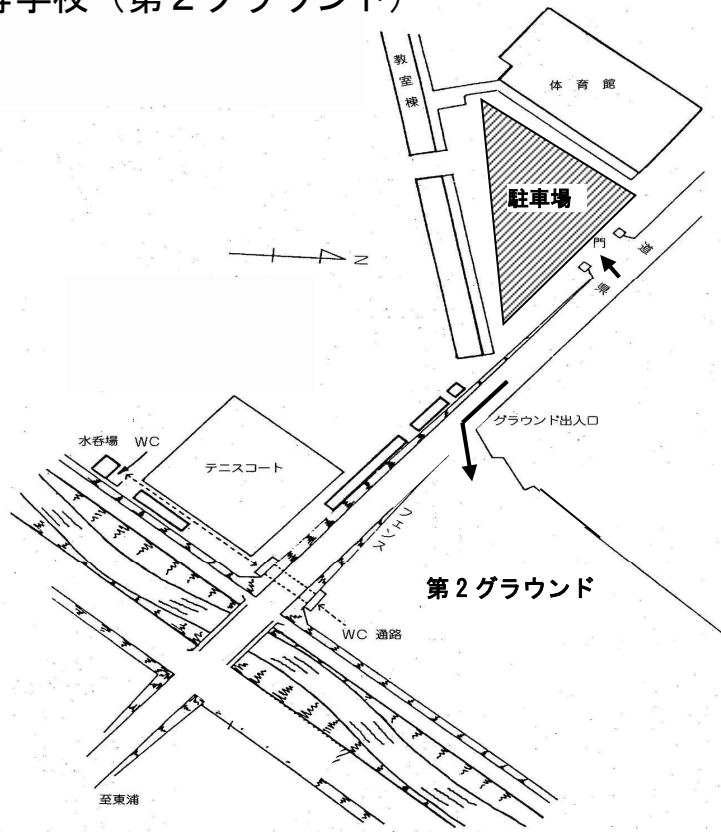 等学校（第２グラウンド）
教室棟
体育館
駐車場
門
県道
N
グラウンド出入口
水呑場 WC
テニスコート
フェンス
第２グラウンド
WC 通路
至東浦